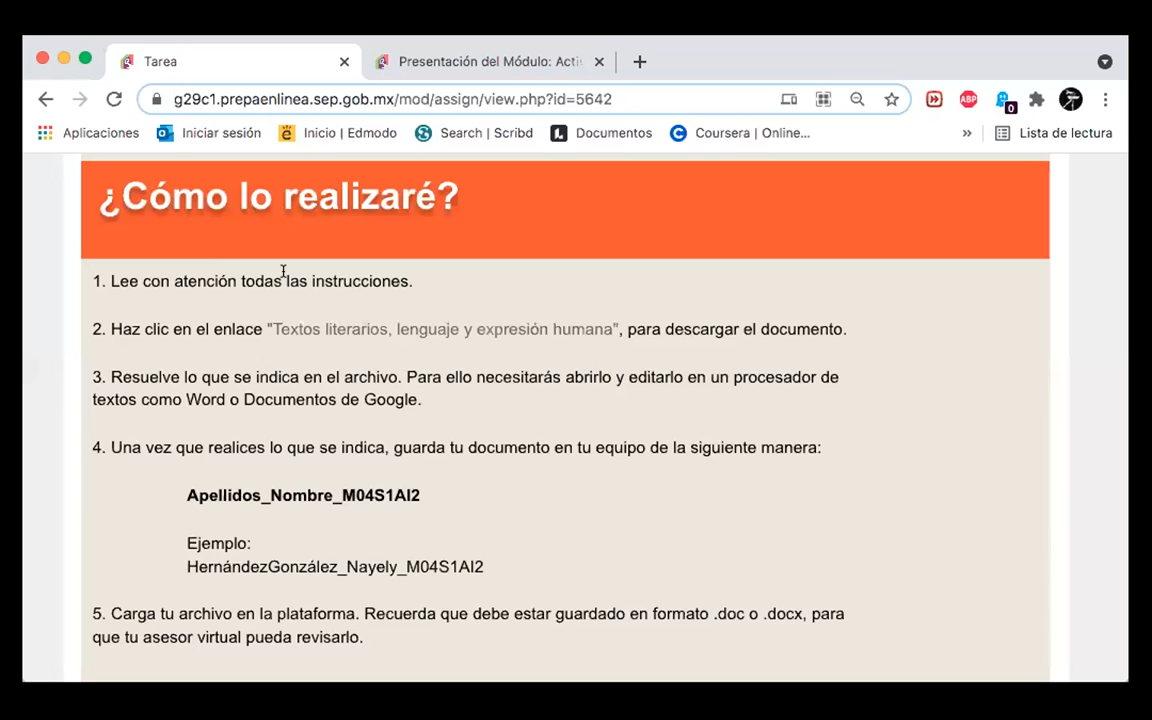 Tarea
Presentación del Módulo: Acti
g29c1.prepaenlinea.sep.gob.mx/mod/assign/view.php?id=5642
ABP
0
Aplicaciones
Iniciar sesión
Inicio | Edmodo
Search | Scribd
Documentos
Coursera | Online...
»
Lista de lectura
¿Cómo lo realizaré?
1. Lee con atención todas las instrucciones.
2. Haz clic en el enlace "Textos literarios, lenguaje y expresión humana", para descargar el documento.
3. Resuelve lo que se indica en el archivo. Para ello necesitarás abrirlo y editarlo en un procesador de
textos como Word o Documentos de Google.
4. Una vez que realices lo que se indica, guarda tu documento en tu equipo de la siguiente manera:
Apellidos_Nombre_M04S1AI2
Ejemplo:
HernándezGonzález_Nayely_M04S1AI2
5. Carga tu archivo en la plataforma. Recuerda que debe estar guardado en formato .doc o .docx, para
que tu asesor virtual pueda revisarlo.